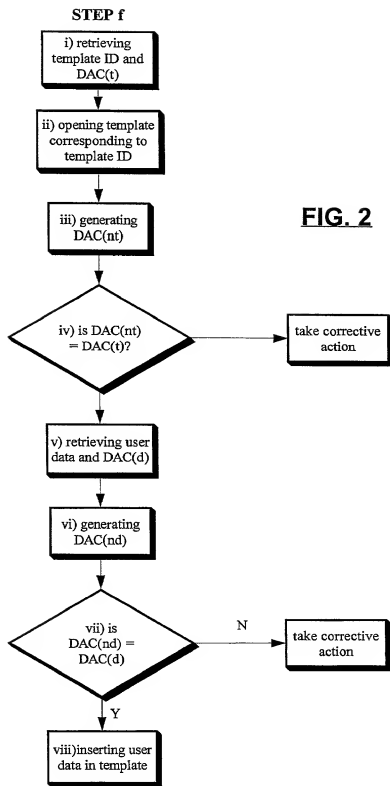 STEP f
i) retrieving
template ID and
DAC(t)
ii) opening template
corresponding to
template ID
iii) generating
DAC(nt)
FIG. 2
iv) is DAC(nt)
= DAC(t)?
take corrective
action
v) retrieving user
data and DAC(d)
vi) generating
DAC(nd)
vii) is
DAC(nd) =
DAC(d)
N
take corrective
action
Y
viii)inserting user
data in template